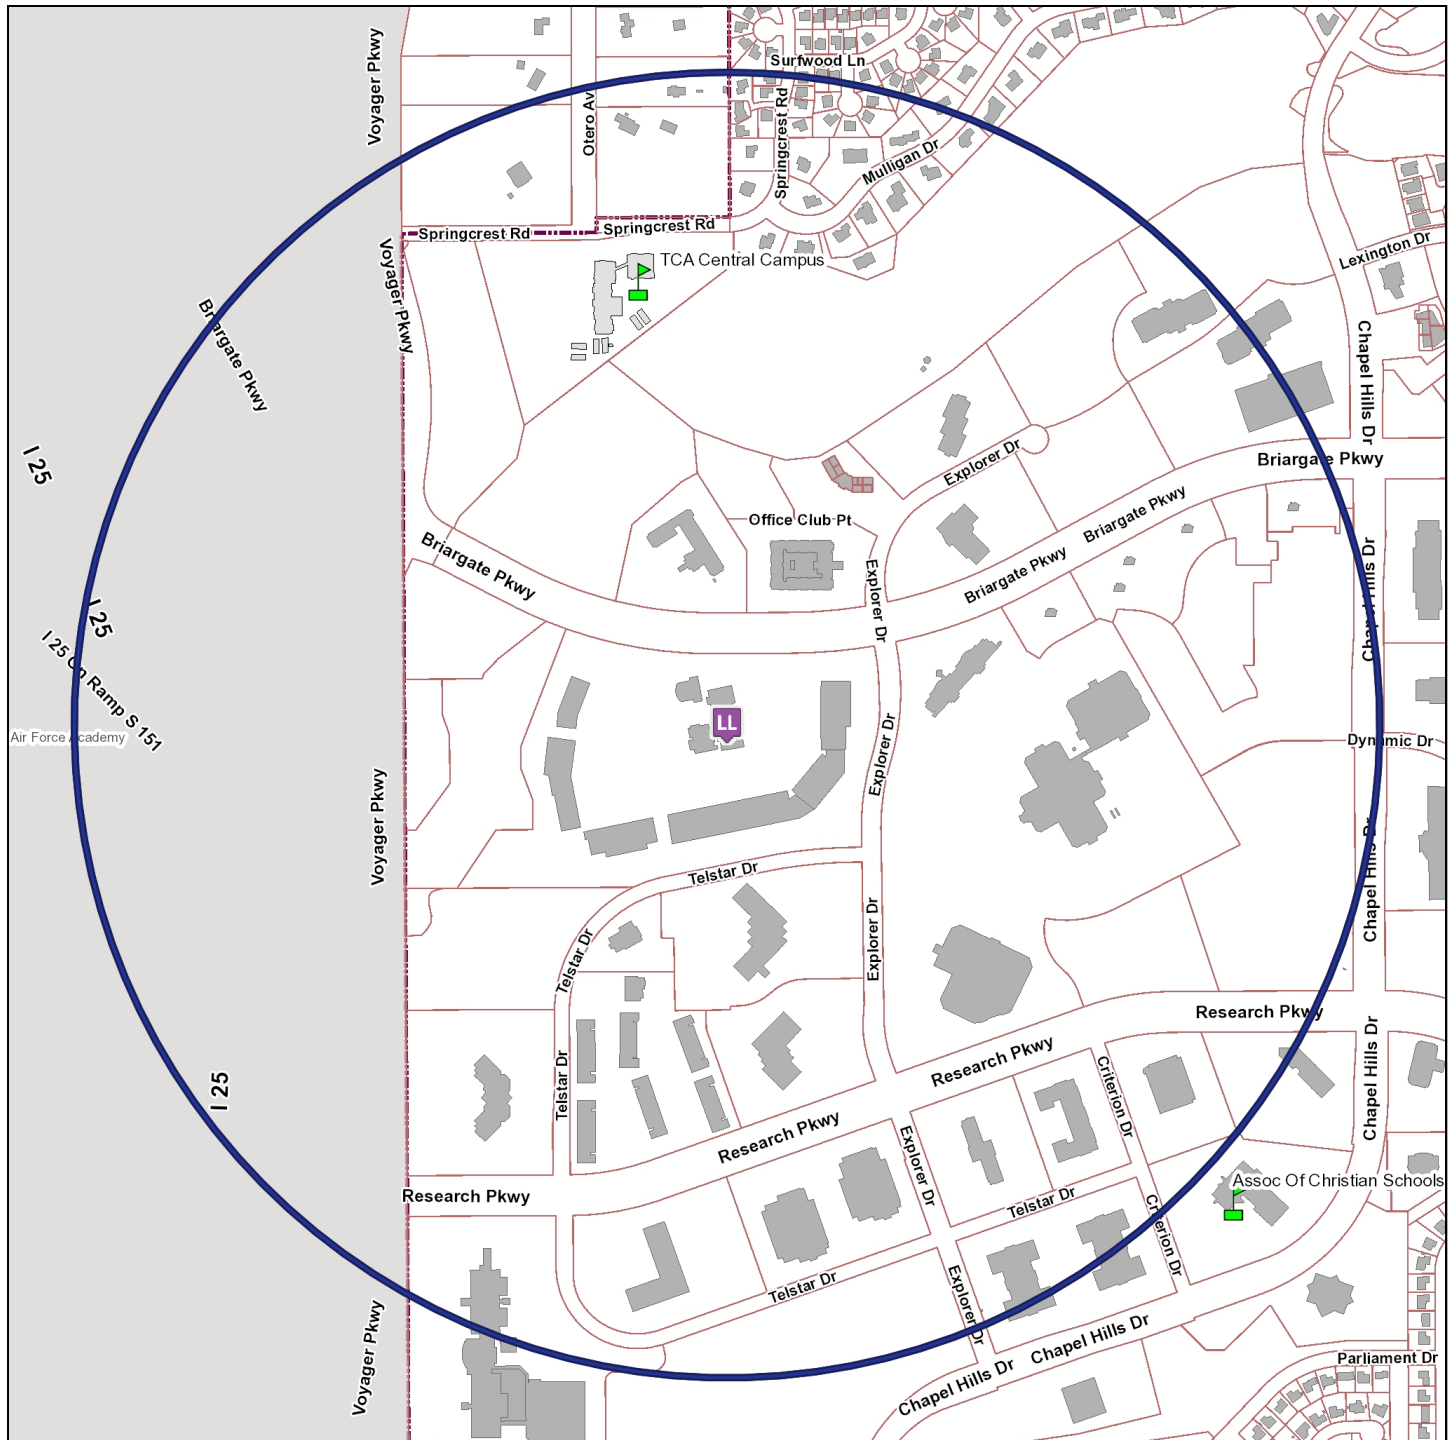 Surfwood Ln
Voyager Pkwy
Otero Av
Springcrest Rd
Mulligan Dr
Springcrest Rd
Springcrest Rd
Lexington Dr
TCA Central Campus
Voyager Pkwy
Briargate Pkwy
Chapel Hills Dr
I 25
Explorer Dr
Briargate Pkwy
Briargate Pkwy
Office Club Pt
Briargate Pkwy
Briargate Pkwy
Explorer Dr
Chapel Hills Dr
I 25
I 25 On Ramp S 151
LL
Air Force Academy
Explorer Dr
Dynamic Dr
Voyager Pkwy
Telstar Dr
Chapel Hills Dr
Explorer Dr
Telstar Dr
Research Pkwy
Research Pkwy
I 25
Telstar Dr
Criterion Dr
Chapel Hills Dr
Research Pkwy
Explorer Dr
Assoc Of Christian Schools
Research Pkwy
Telstar Dr
Criterion Dr
Telstar Dr
Explorer Dr
Chapel Hills Dr
Voyager Pkwy
Parliament Dr
Chapel Hills Dr